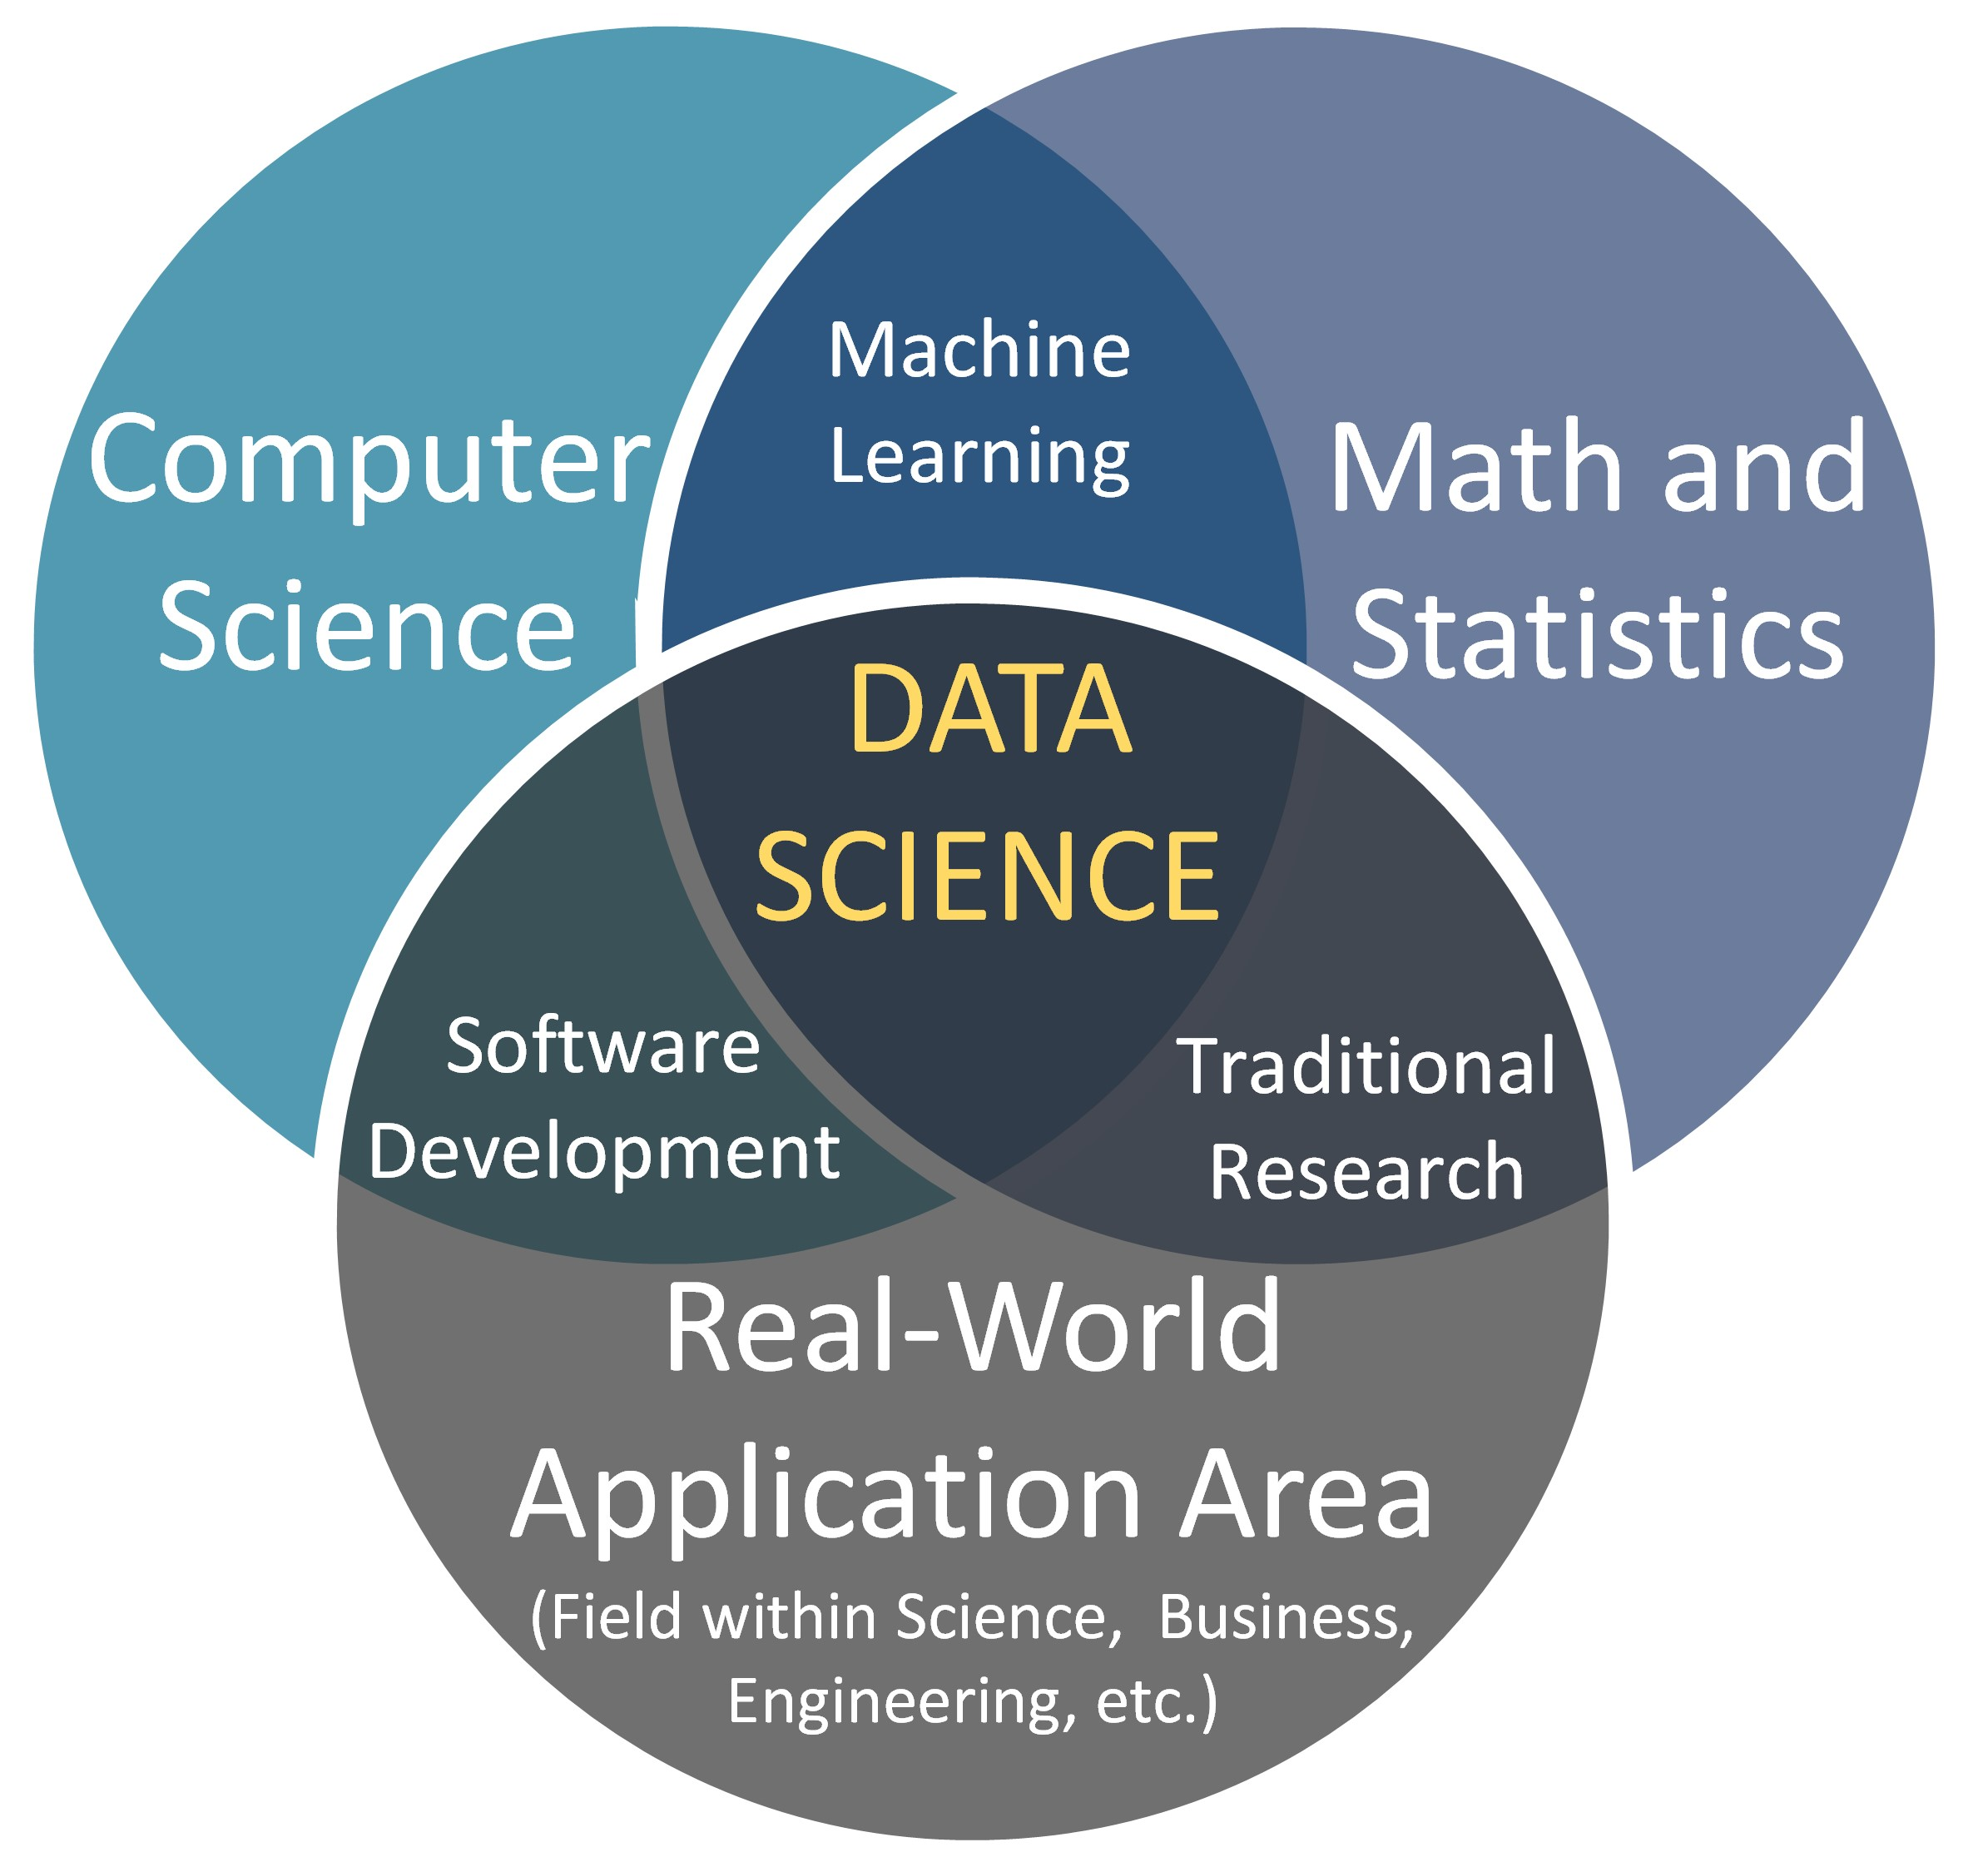 Machine
Learning
Computer
Science
Math and
Statistics
DATA
SCIENCE
Software
Development
Traditional
Research
Real-World
Application Area
(Field within Science, Business,
Engineering, etc.)